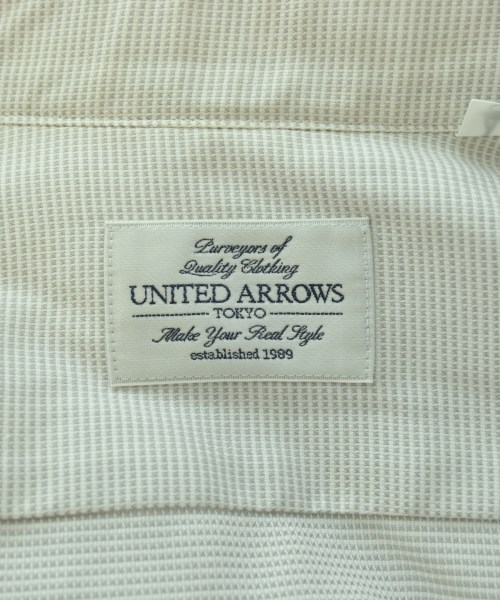 Purveyors of
Quality Clothing
UNITED ARROWS
TOKYO
Make Your Real Style
established 1989